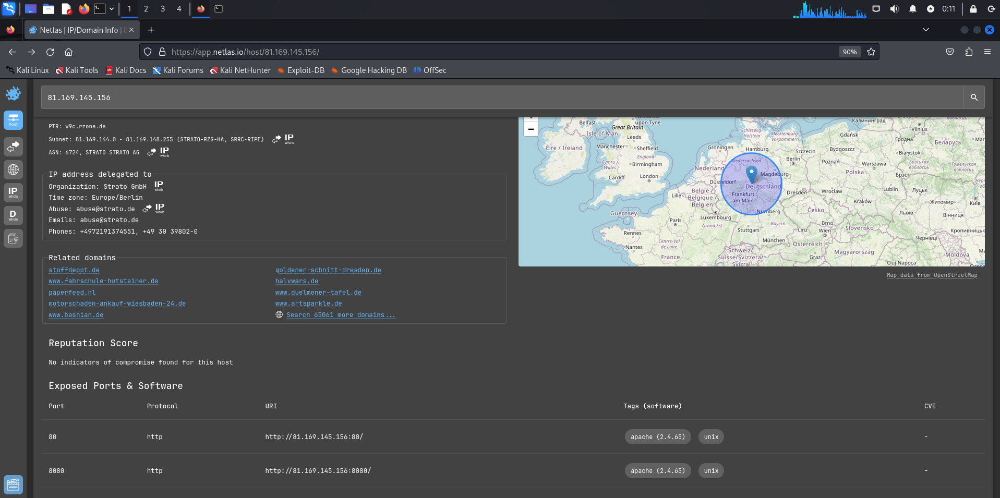 1 2 3 4
0:11
Netlas | IP/Domain Info |
https://app.netlas.io/host/81.169.145.156/
90%
Kali Linux
Kali Tools
Kali Docs
Kali Forums
Kali NetHunter
Exploit-DB
Google Hacking DB
OffSec
81.169.145.156
host
DNS
IP
whois
D
whois
PTR: w9c.rzone.de
Subnet: 81.169.144.0 - 81.169.148.255 (STRATO-RZG-KA, SRRC-RIPE) IP whois
ASN: 6724, STRATO STRATO AG IP whois
IP address delegated to
Organization: Strato GmbH IP whois
Time zone: Europe/Berlin
Abuse: abuse@strato.de IP whois
Emails: abuse@strato.de
Phones: +4972191374551, +49 30 39802-0
Related domains
stoffdepot.de
www.fahrschule-hutsteiner.de
paperfeed.nl
motorschaden-ankauf-wiesbaden-24.de
www.bashian.de
goldener-schnitt-dresden.de
halvwars.de
www.duelmener-tafel.de
www.artsparkle.de
Search 65061 more domains...
−
Belfast
upon Tyne
Great Britain
Isle of Man
Leeds
Manchester
Sheffield
Éire / Ireland
England
Birmingham
Cymru /
Wales
Cardiff
London
Guernsey
Schleswig-
Holstein
Mecklenburg-
Vorpommern
Groningen
Hamburg
Szczecin
Bydgoszcz
Gdańsk
Калининград
Vilnius
Гродна
Беларусь
Białystok
Niedersachsen
Berlin
Poznań
Warszawa
Брэсцкая
вобласць
Гомельская
вобласць
Nederland
Magdeburg
Polska
Брэст
Düsseldorf
Deutschland
Łódź
Lublin
Луцьк
Lille
België /
Belgique /
Belgien
Frankfurt
am Main
Dresden
Wrocław
Kraków
Житомир
Київ
Luxembourg
Nürnberg
Česko
Львів
Вінниця
Paris
Grand Est
Stuttgart
Bayern
Linz
Brno
Wien
Slovensko
Кропивницький
Rennes
München
Österreich
Чернівці
Nantes
Centre-Val
de Loire
France
Schweiz/
Suisse/Svizzera/
Svizra
Graz
Magyarország
Moldova
Cluj-Napoca
Map data from OpenStreetMap
Reputation Score
No indicators of compromise found for this host
Exposed Ports & Software
Port Protocol URI Tags (software) CVE
80 http http://81.169.145.156:80/ apache (2.4.65) unix -
8080 http http://81.169.145.156:8080/ apache (2.4.65) unix -